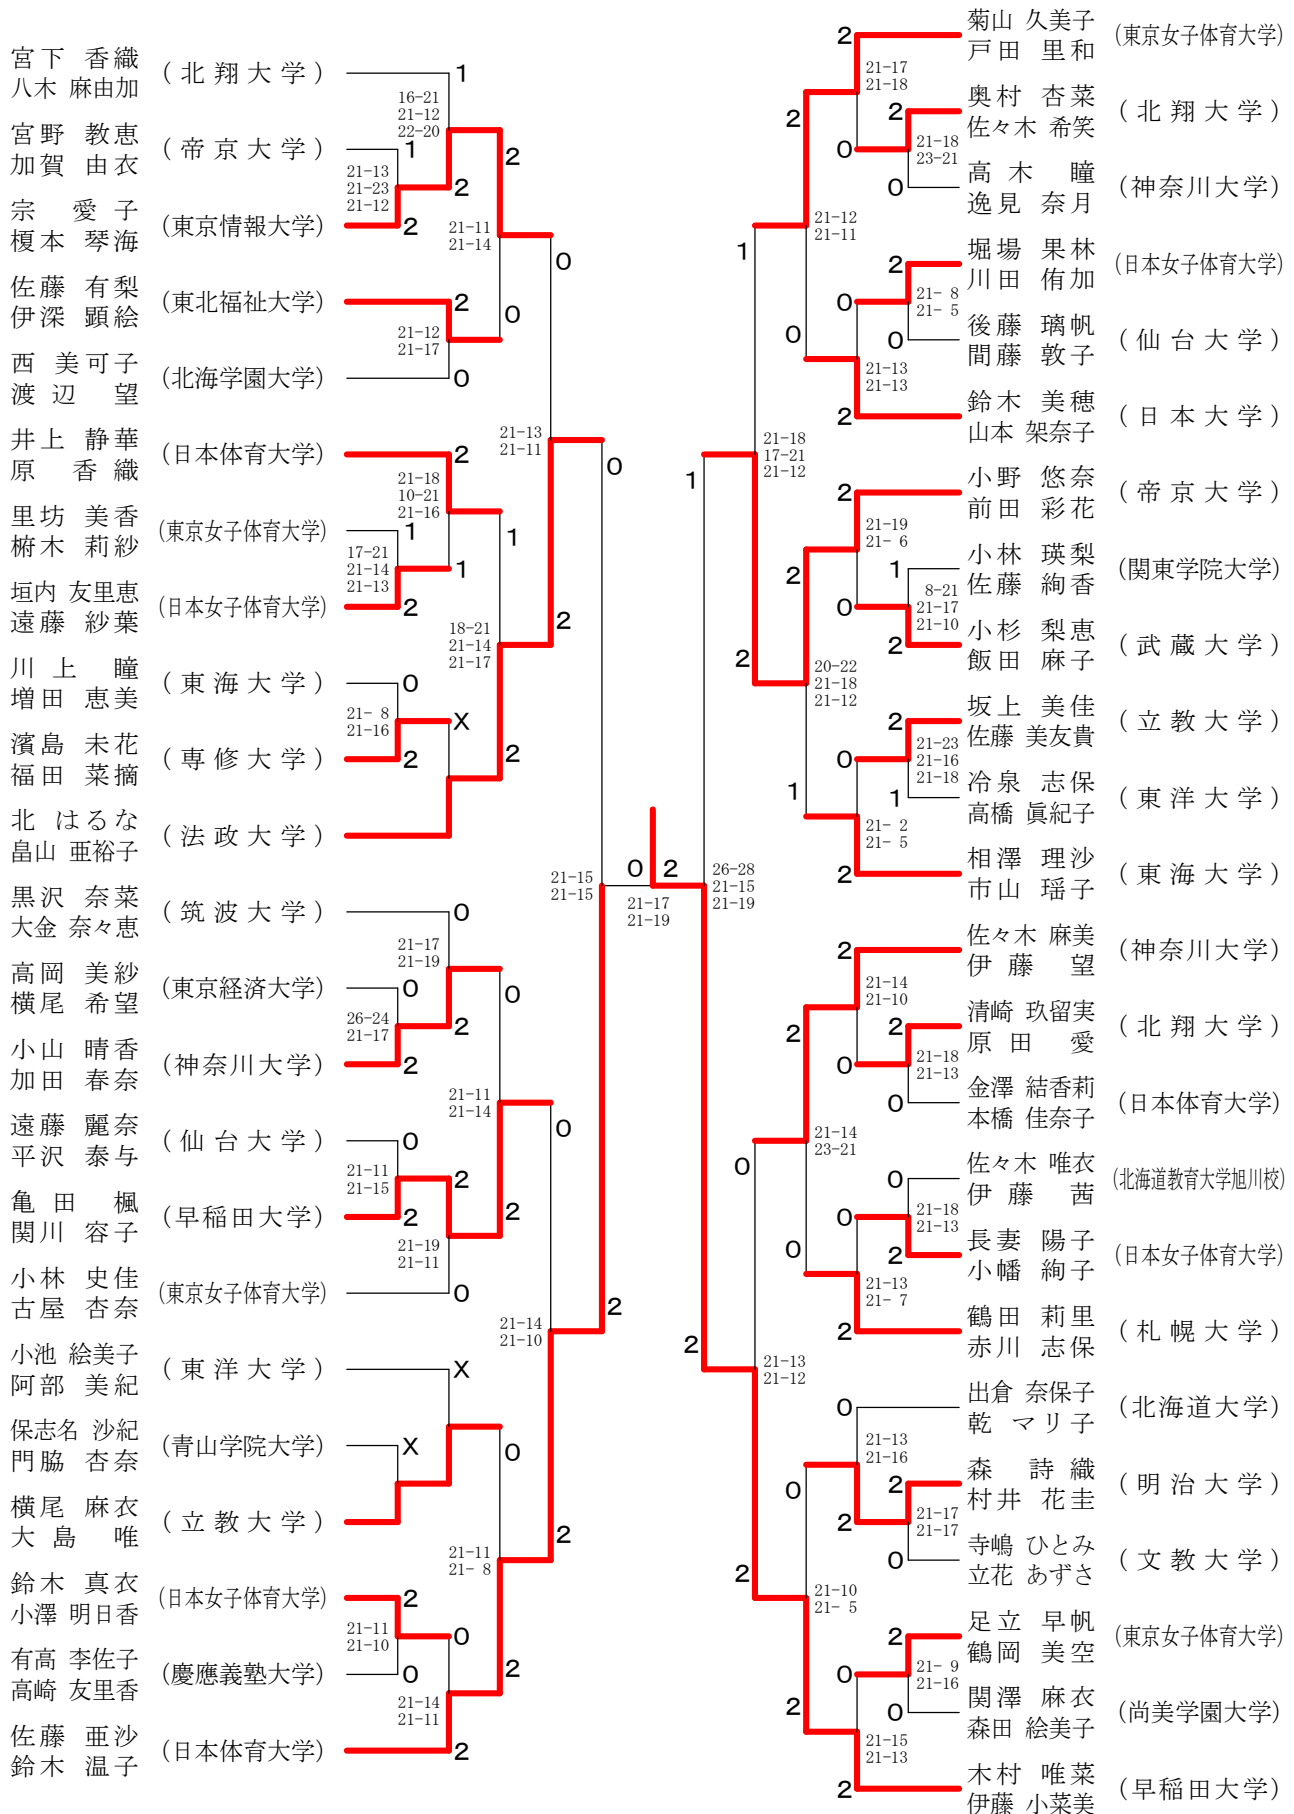 宮下 香織
八木 麻由加
(北翔大学)
1
16-21
21-12
22-20
宮野 教恵
加賀 由衣
(帝京大学)
1
2
2
21-13
21-23
21-12
宗 愛子
榎本 琴海
(東京情報大学)
2
21-11
21-14
0
佐藤 有梨
伊深 顕絵
(東北福祉大学)
2
0
21-12
21-17
西 美可子
渡辺 望
(北海学園大学)
0
21-13
21-11
0
井上 静華
原 香織
(日本体育大学)
2
21-18
10-21
21-16
里坊 美香
椨木 莉紗
(東京女子体育大学)
1
1
17-21
21-14
21-13
1
垣内 友里恵
遠藤 紗葉
(日本女子体育大学)
2
18-21
21-14
21-17
2
川上 瞳
増田 恵美
(東海大学)
0
21- 8
21-16
X
濱島 未花
福田 菜摘
(専修大学)
2
2
北 はるな
畠山 亜裕子
(法政大学)
21-15
21-15
0
2
21-17
21-19
黒沢 奈菜
大金 奈々恵
(筑波大学)
0
21-17
21-19
高岡 美紗
横尾 希望
(東京経済大学)
0
0
26-24
21-17
2
小山 晴香
加田 春奈
(神奈川大学)
2
21-11
21-14
0
遠藤 麗奈
平沢 泰与
(仙台大学)
0
21-11
21-15
2
亀田 楓
関川 容子
(早稲田大学)
2
2
21-19
21-11
小林 史佳
古屋 杏奈
(東京女子体育大学)
0
21-14
21-10
2
小池 絵美子
阿部 美紀
(東洋大学)
X
保志名 沙紀
門脇 杏奈
(青山学院大学)
X
0
横尾 麻衣
大島 唯
(立教大学)
21-11
21- 8
2
鈴木 真衣
小澤 明日香
(日本女子体育大学)
2
21-11
21-10
0
有高 李佐子
高崎 友里香
(慶應義塾大学)
0
2
21-14
21-11
佐藤 亜沙
鈴木 温子
(日本体育大学)
2
菊山 久美子
戸田 里和
(東京女子体育大学)
2
21-17
21-18
奥村 杏菜
佐々木 希笑
(北翔大学)
2
2
0
21-18
23-21
高木 瞳
逸見 奈月
(神奈川大学)
0
21-12
21-11
1
堀場 果林
川田 侑加
(日本女子体育大学)
2
0
21- 8
21- 5
後藤 璃帆
間藤 敦子
(仙台大学)
0
0
21-13
21-13
鈴木 美穂
山本 架奈子
(日本大学)
2
21-18
17-21
21-12
1
小野 悠奈
前田 彩花
(帝京大学)
2
21-19
21- 6
小林 瑛梨
佐藤 絢香
(関東学院大学)
1
2
8-21
21-17
21-10
0
小杉 梨恵
飯田 麻子
(武蔵大学)
2
2
20-22
21-18
21-12
坂上 美佳
佐藤 美友貴
(立教大学)
2
0
21-23
21-16
21-18
冷泉 志保
高橋 眞紀子
(東洋大学)
1
1
21- 2
21- 5
相澤 理沙
市山 瑶子
(東海大学)
2
26-28
21-15
21-19
佐々木 麻美
伊藤 望
(神奈川大学)
2
21-14
21-10
清崎 玖留実
原田 愛
(北翔大学)
2
2
0
21-18
21-13
金澤 結香莉
本橋 佳奈子
(日本体育大学)
0
21-14
23-21
0
佐々木 唯衣
伊藤 茜
(北海道教育大学旭川校)
0
0
21-18
21-13
長妻 陽子
小幡 絢子
(日本女子体育大学)
2
0
21-13
21- 7
鶴田 莉里
赤川 志保
(札幌大学)
2
2
21-13
21-12
出倉 奈保子
乾 マリ子
(北海道大学)
0
21-13
21-16
森 詩織
村井 花圭
(明治大学)
2
0
2
21-17
21-17
寺嶋 ひとみ
立花 あずさ
(文教大学)
0
2
21-10
21- 5
足立 早帆
鶴岡 美空
(東京女子体育大学)
2
0
21- 9
21-16
関澤 麻衣
森田 絵美子
(尚美学園大学)
0
2
21-15
21-13
木村 唯菜
伊藤 小菜美
(早稲田大学)
2